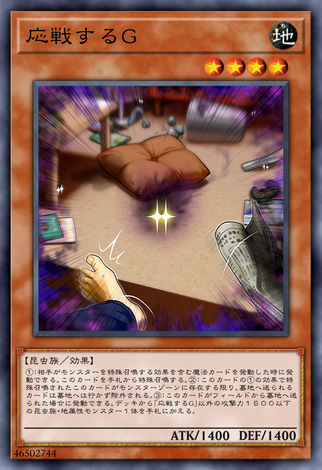 応戦するG
地
【昆虫族／効果】
①：相手がモンスターを特殊召喚する効果を含む魔法カードを発動した時に発
動できる。このカードを手札から特殊召喚する。②：このカードの①の効果で特
殊召喚されたこのカードがモンスターゾーンに存在する限り、墓地へ送られる
カードは墓地へは行かず除外される。③：このカードがフィールドから墓地へ送
られた場合に発動できる。デッキから「応戦するG」以外の攻撃力１５００以下
の昆虫族・地属性モンスター１体を手札に加える。
ATK/1400 DEF/1400
46502744